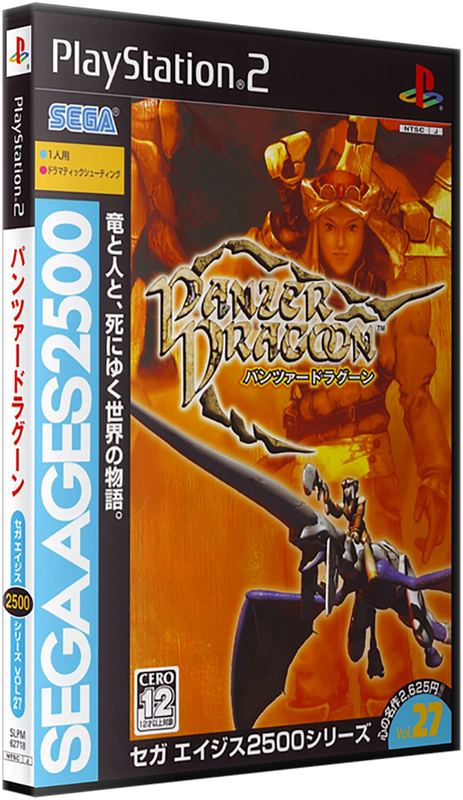 PlayStation®2
PlayStation®2
パンツァードラグーン
セガ エイジス
2500
シリーズ VOL.27
SLPM
62718
NTSC J
NTSC J
SEGA®
●1人用
●ドラマティックシューティング
SEGA AGES 2500
竜と人と、死にゆく世界の物語。
PANZER
DRAGOON™
パンツァードラグーン
CERO
12
12才以上対象
心の名作2,625円
Vol.27
セガ エイジス2500シリーズ